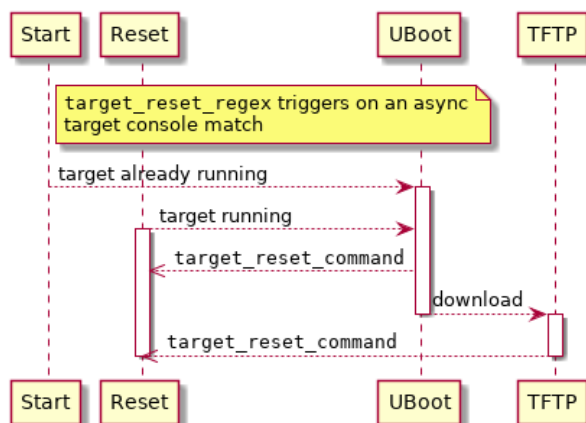 Start Reset UBoot TFTP
target_reset_regex triggers on an async
target console match
target already running
target running
target_reset_command
download
target_reset_command
Start Reset UBoot TFTP